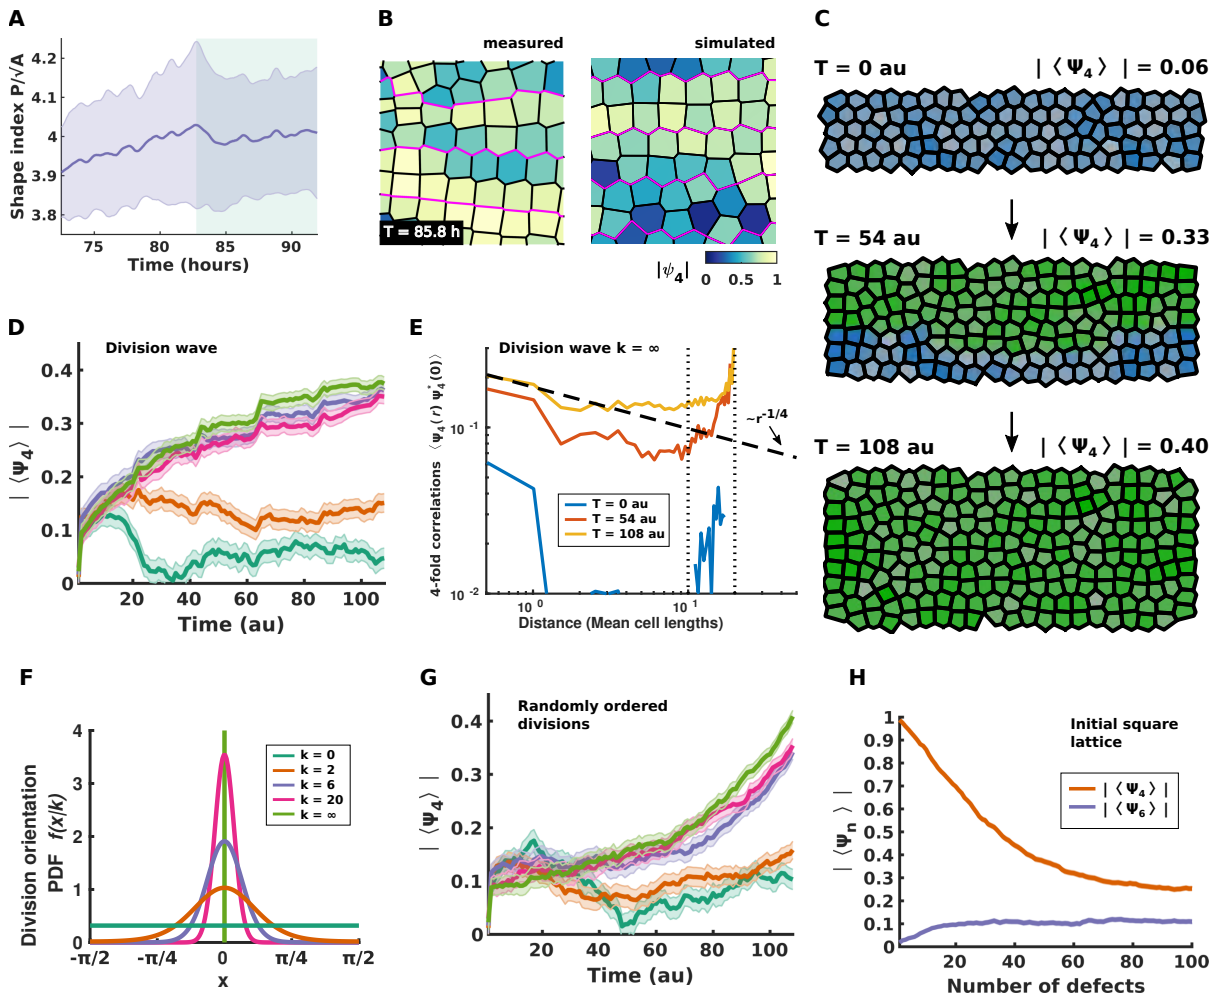 A
Shape index P/√A
4.2
4.1
4
3.9
3.8
75
80
85
90
Time (hours)
B
measured
simulated
T = 85.8 h
|ψ4|
0
0.5
1
C
T = 0 au
|⟨Ψ4⟩| = 0.06
T = 54 au
|⟨Ψ4⟩| = 0.33
T = 108 au
|⟨Ψ4⟩| = 0.40
D
Division wave
|⟨Ψ4⟩|
0.4
0.3
0.2
0.1
0
20
40
60
80
100
Time (au)
E
Division wave k = ∞
4-fold correlations ⟨Ψ4(r) Ψ4*(0)⟩
10-1
10-2
~r-1/4
T = 0 au
T = 54 au
T = 108 au
100
101
Distance (Mean cell lengths)
F
Division orientation
PDF f(x|k)
4
3
2
1
0
k = 0
k = 2
k = 6
k = 20
k = ∞
-π/2
-π/4
0
π/4
π/2
x
G
Randomly ordered
divisions
|⟨Ψ4⟩|
0.4
0.3
0.2
0.1
0
20
40
60
80
100
Time (au)
H
Initial square
lattice
|⟨Ψn⟩|
1
0.9
0.8
0.7
0.6
0.5
0.4
0.3
0.2
0.1
0
|⟨Ψ4⟩|
|⟨Ψ6⟩|
20
40
60
80
100
Number of defects